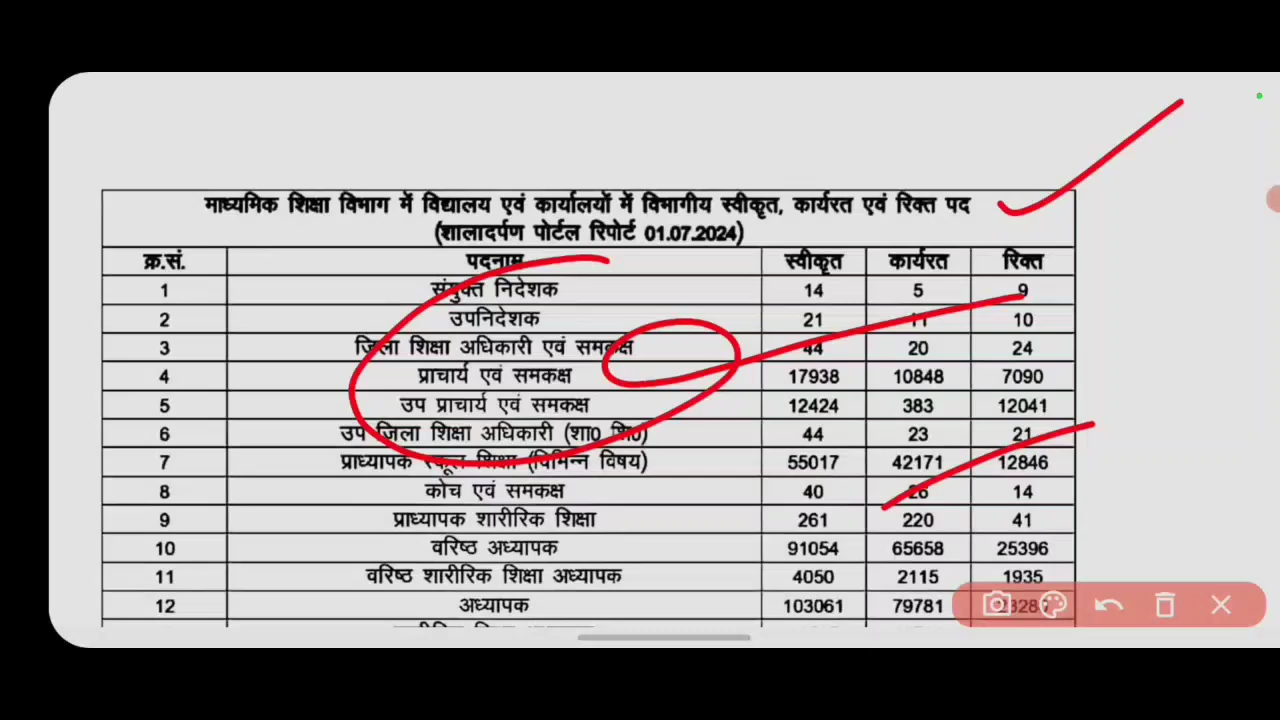 माध्यमिक शिक्षा विभाग में विद्यालय एवं कार्यालयों में विभागीय स्वीकृत, कार्यरत एवं रिक्त पद
(शालादर्पण पोर्टल रिपोर्ट 01.07.2024)
क्र.सं. पदनाम स्वीकृत कार्यरत रिक्त
1 संयुक्त निदेशक 14 5 9
2 उपनिदेशक 21 11 10
3 जिला शिक्षा अधिकारी एवं समकक्ष 44 20 24
4 प्राचार्य एवं समकक्ष 17938 10848 7090
5 उप प्राचार्य एवं समकक्ष 12424 383 12041
6 उप जिला शिक्षा अधिकारी (शा0 शि0) 44 23 21
7 प्राध्यापक स्कूल शिक्षा (विभिन्न विषय) 55017 42171 12846
8 कोच एवं समकक्ष 40 26 14
9 प्राध्यापक शारीरिक शिक्षा 261 220 41
10 वरिष्ठ अध्यापक 91054 65658 25396
11 वरिष्ठ शारीरिक शिक्षा अध्यापक 4050 2115 1935
12 अध्यापक 103061 79781